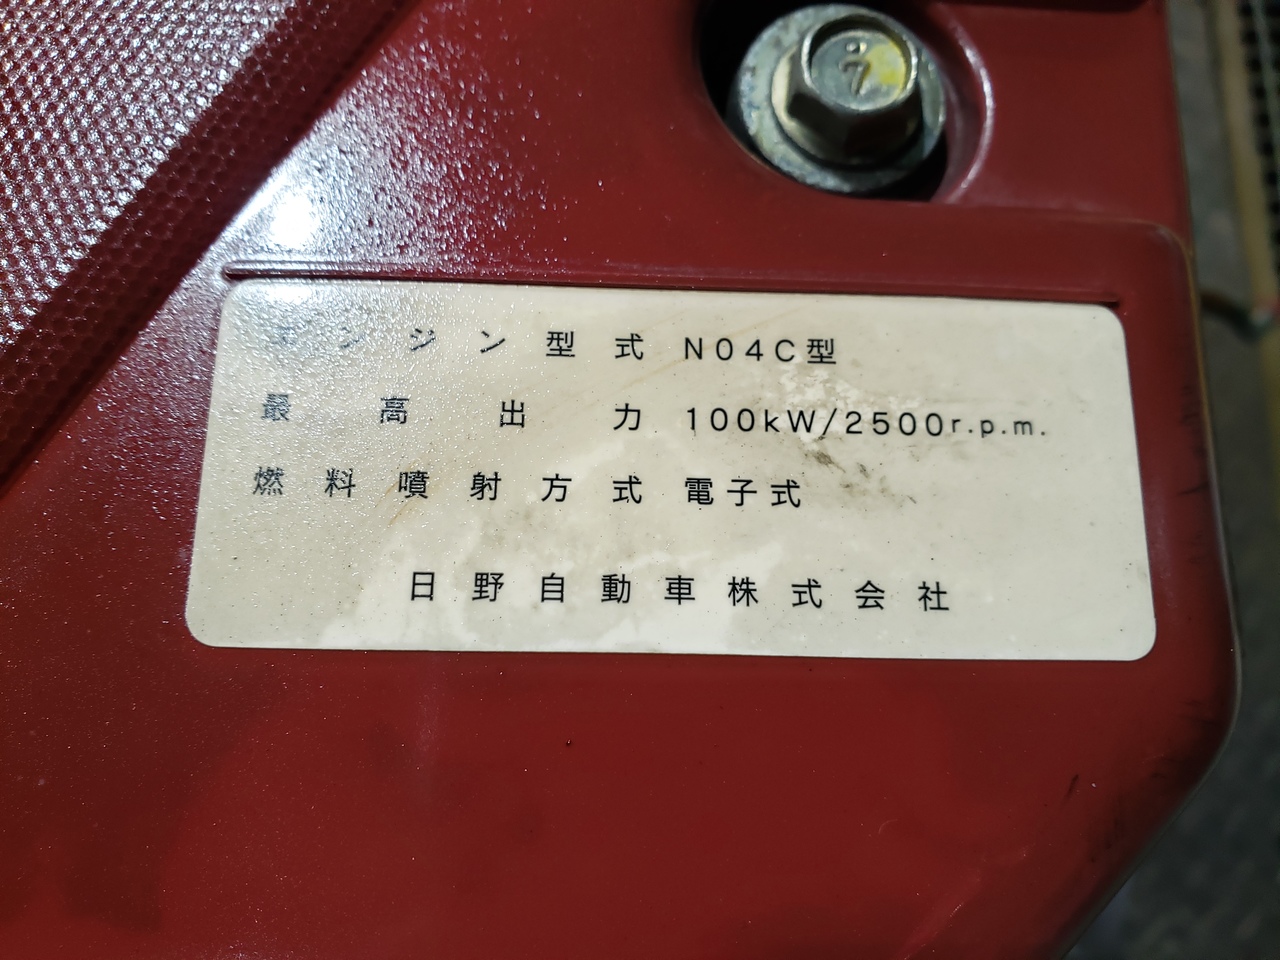 7
エンジン型式 N04C型
最高出力 100kW/2500r.p.m.
燃料噴射方式 電子式
日野自動車株式会社